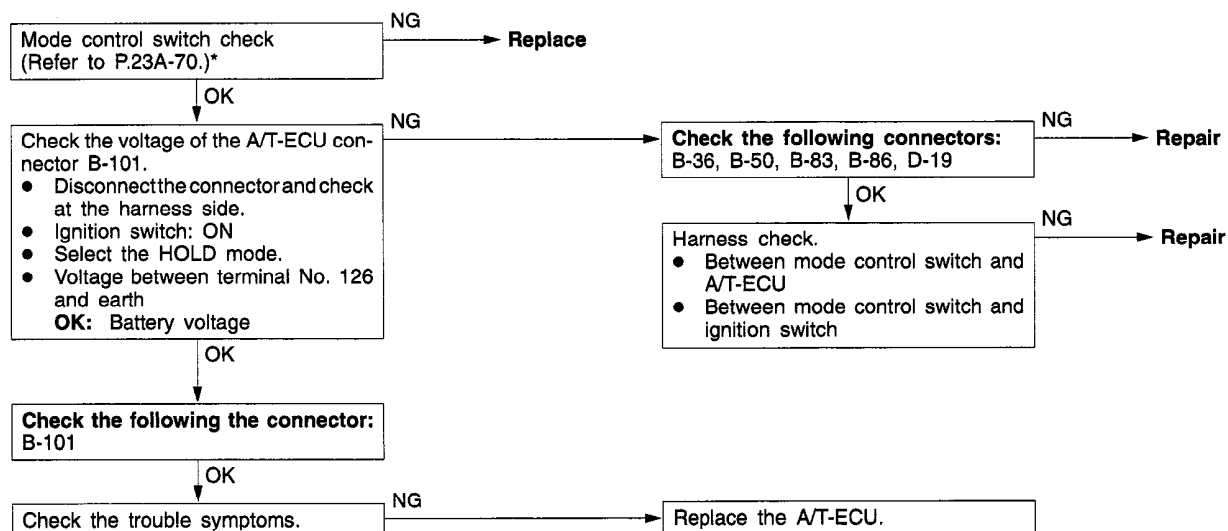 NG
Mode control switch check
(Refer to P.23A-70.)*
Replace
OK
Check the voltage of the A/T-ECU con-
nector B-101.
● Disconnect the connector and check
at the harness side.
● Ignition switch: ON
● Select the HOLD mode.
● Voltage between terminal No. 126
and earth
OK: Battery voltage
NG
Check the following connectors:
B-36, B-50, B-83, B-86, D-19
NG
Repair
OK
Harness check.
● Between mode control switch and
A/T-ECU
● Between mode control switch and
ignition switch
NG
Repair
OK
Check the following the connector:
B-101
OK
Check the trouble symptoms.
NG
Replace the A/T-ECU.